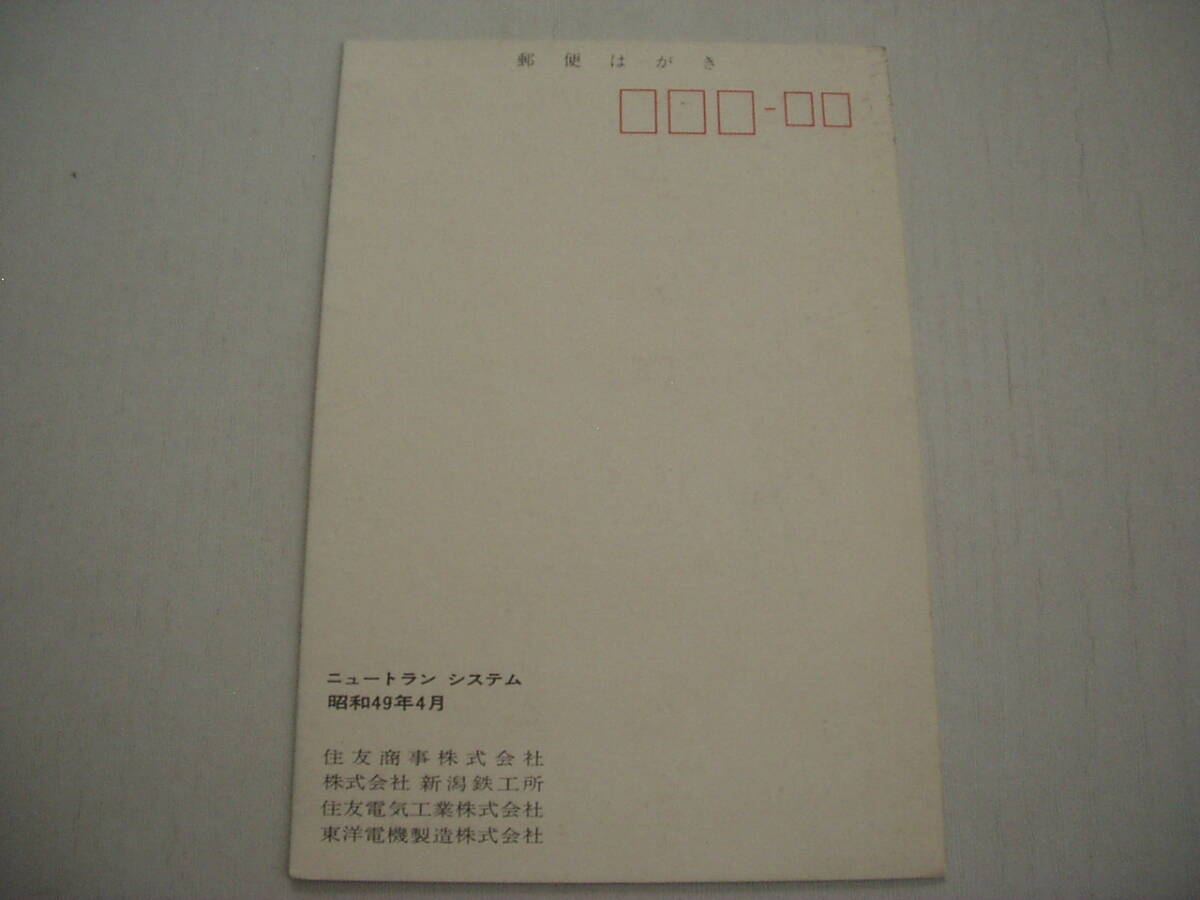 郵便はがき
ニュートラン システム
昭和49年4月
住友商事株式会社
株式会社 新潟鉄工所
住友電気工業株式会社
東洋電機製造株式会社